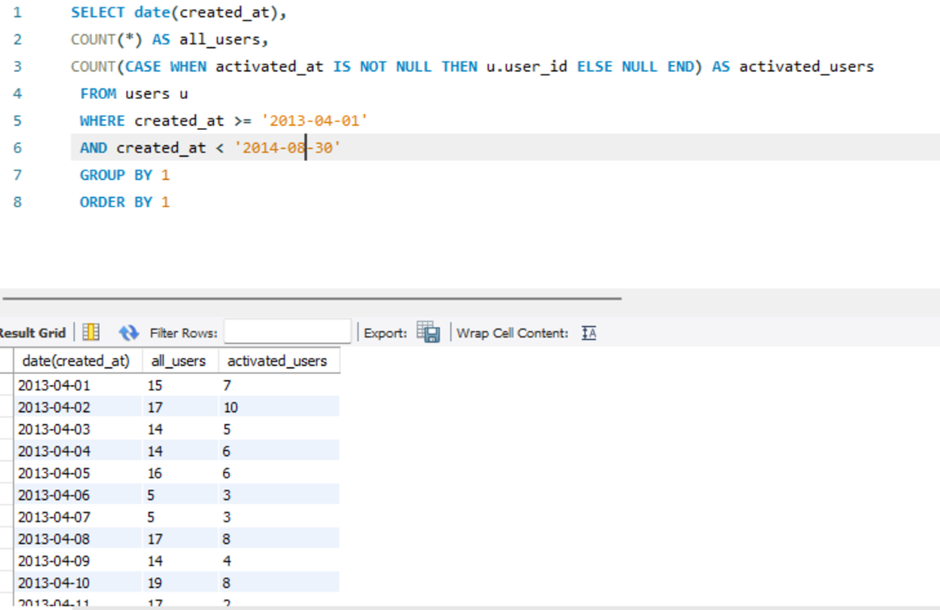 1 SELECT date(created_at),
2 COUNT(*) AS all_users,
3 COUNT(CASE WHEN activated_at IS NOT NULL THEN u.user_id ELSE NULL END) AS activated_users
4 FROM users u
5 WHERE created_at >= '2013-04-01'
6 AND created_at < '2014-08-30'
7 GROUP BY 1
8 ORDER BY 1
Result Grid Filter Rows: Export: Wrap Cell Content: IA
date(created_at) all_users activated_users
2013-04-01 15 7
2013-04-02 17 10
2013-04-03 14 5
2013-04-04 14 6
2013-04-05 16 6
2013-04-06 5 3
2013-04-07 5 3
2013-04-08 17 8
2013-04-09 14 4
2013-04-10 19 8
2013-04-11 17 2